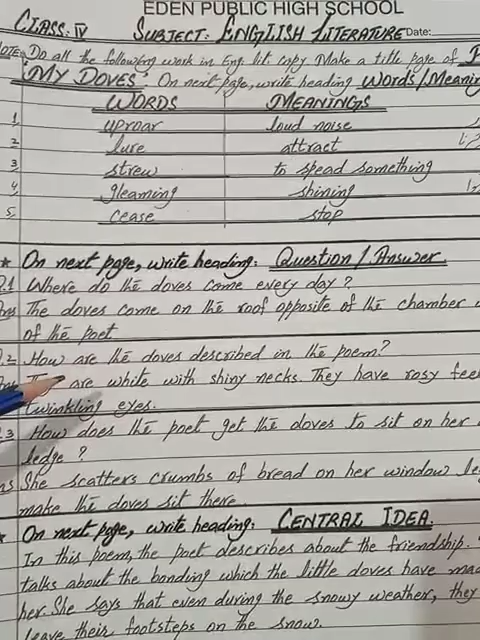 EDEN PUBLIC HIGH SCHOOL
CLASS. IV SUBJECT: ENGLISH LITERATURE Date:
NOTE: Do all the following work in Eng. lit copy. Make a title page of
"MY DOVES" On next page, write heading Words/Meanin
WORDS MEANINGS
1 uproar loud noise
2 lure attract
3 strew to spead something
4 gleaming shining
5. cease stop
* On next page, write heading: Question/Answer
Q.1 Where do the doves come every day?
Ans The doves come on the roof opposite of the chamber
of the poet
Q.2 How are the doves described in the poem?
are white with shiny necks. They have rosy fee
twinkling eyes.
Q.3 How does the poet get the doves to sit on her
ledge?
Ans She scatters crumbs of bread on her window le
make the doves sit there.
* On next page, write heading: CENTRAL IDEA.
In this poem, the poet describes about the friendship.
talks about the bonding which the little doves have ma
her. She says that even during the snowy weather, they
leave their footsteps on the snow.